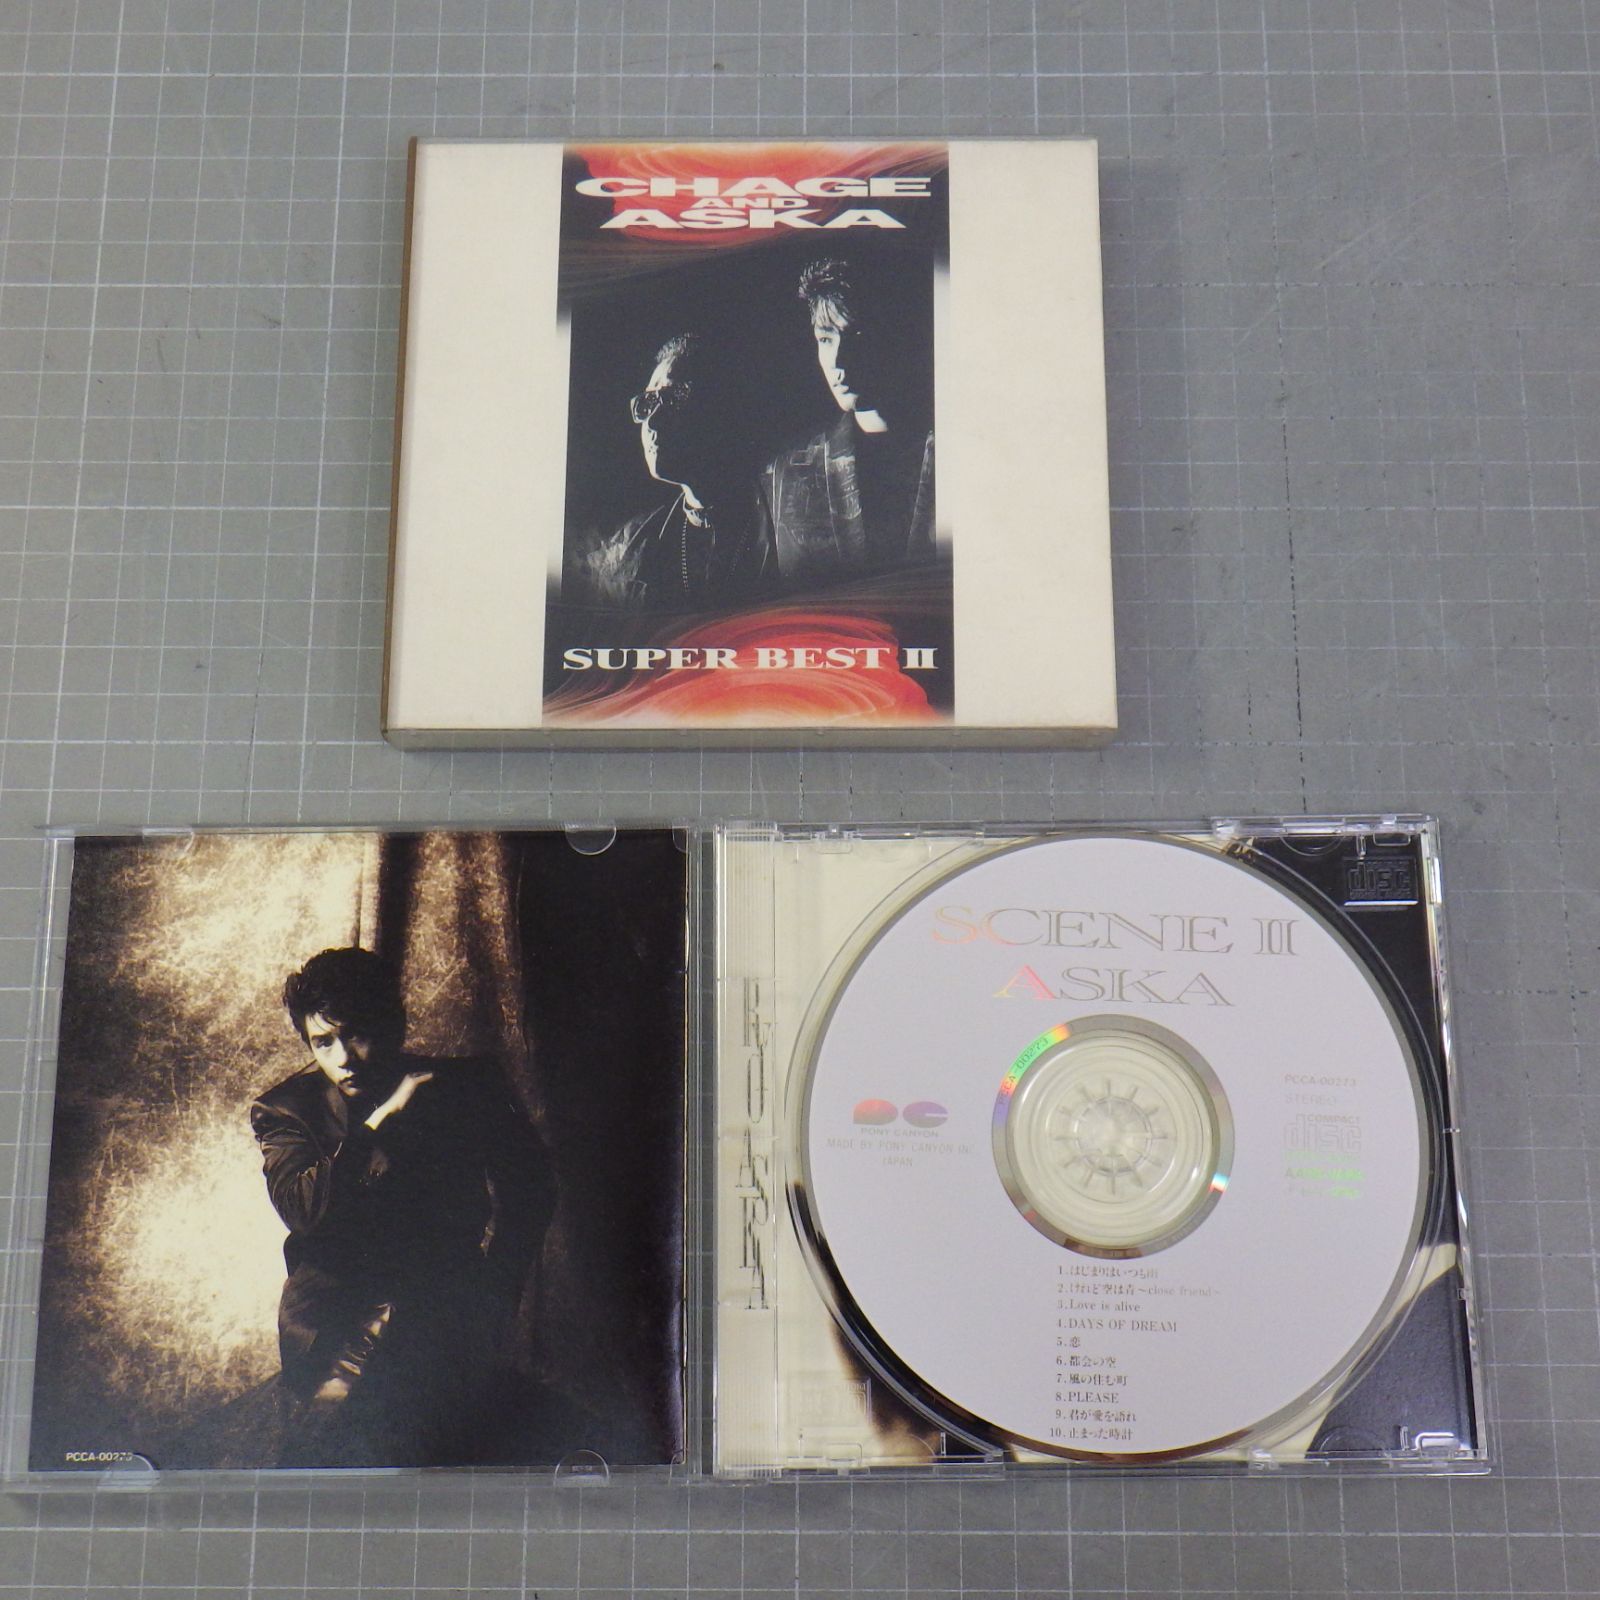 CHAGE
AND
ASKA
SUPER BEST II
PCCA-00273
disc
SCENE II
ASKA
PCCA-00273
PONY CANYON
MADE BY PONY CANYON INC.
JAPAN
PCCA-00273
STEREO
COMPACT
disc
1.はじまりはいつも雨
2.けれど空は青～close friend～
3.Love is alive
4.DAYS OF DREAM
5.恋
6.都会の空
7.風の住む町
8.PLEASE
9.君が愛を語れ
10.止まった時計